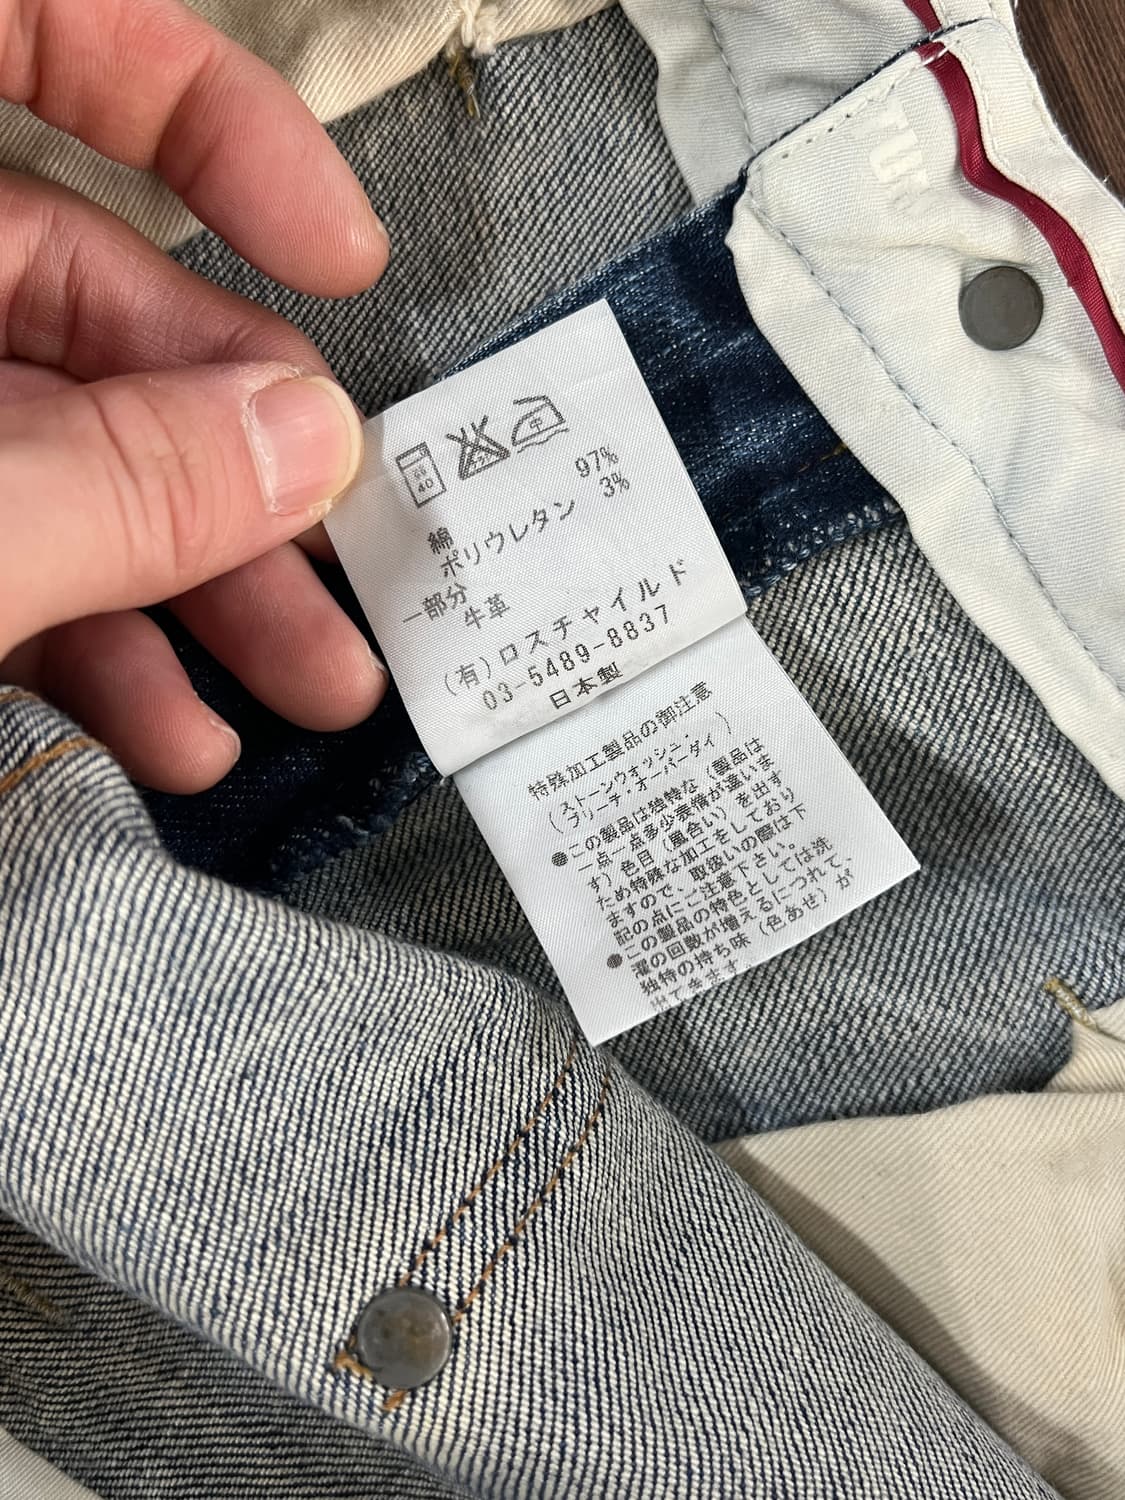 40
中
綿 97%
ポリウレタン 3%
一部分
牛革
(有)ロスチャイルド
03-5489-8837
日本製
特殊加工製品の御注意
(ストーンウォッシュ・
ブリーチ・オーバーダイ)
●この製品は独特な(製品は
一点一点多少表情が違いま
す)色目(風合い)を出す
ため特殊な加工をしており
ますので、取扱いの際は下
記の点にご注意下さい。
●この製品の特色としては洗
濯の回数が増えるにつれて、
独特の持ち味(色あせ)が
出てきます。